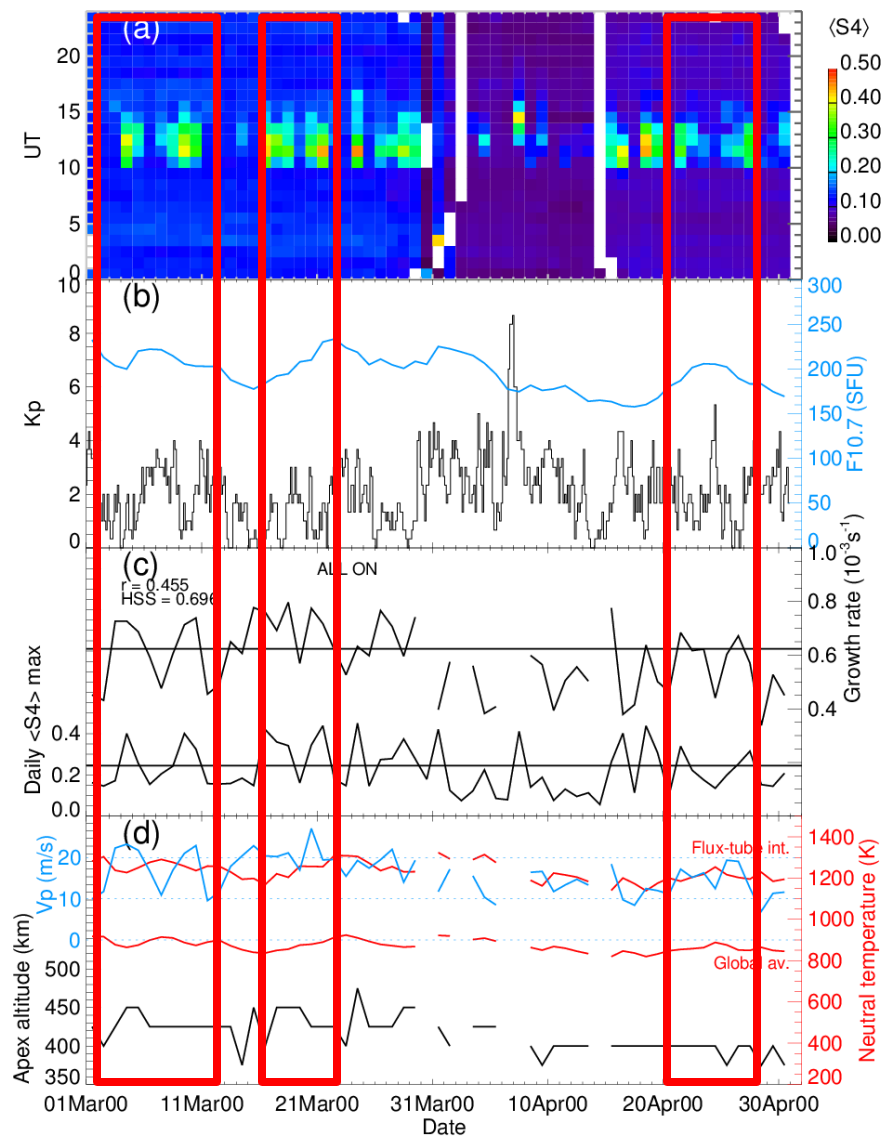 (a)
⟨S4⟩
0.50
0.40
0.30
0.20
0.10
0.00
UT
20
15
10
5
0
(b)
Kp
10
8
6
4
2
0
300
250
200
150
100
50
0
F10.7 (SFU)
(c)
r = 0.455
HSS = 0.696
ALL ON
Daily <S4> max
0.4
0.2
0.0
1.0
0.8
0.6
0.4
Growth rate (10⁻³s⁻¹)
(d)
Vp (m/s)
20
10
0
Apex altitude (km)
500
450
400
350
Flux-tube int.
Global av.
1400
1200
1000
800
600
400
200
Neutral temperature (K)
01Mar00 11Mar00 21Mar00 31Mar00 10Apr00 20Apr00 30Apr00
Date